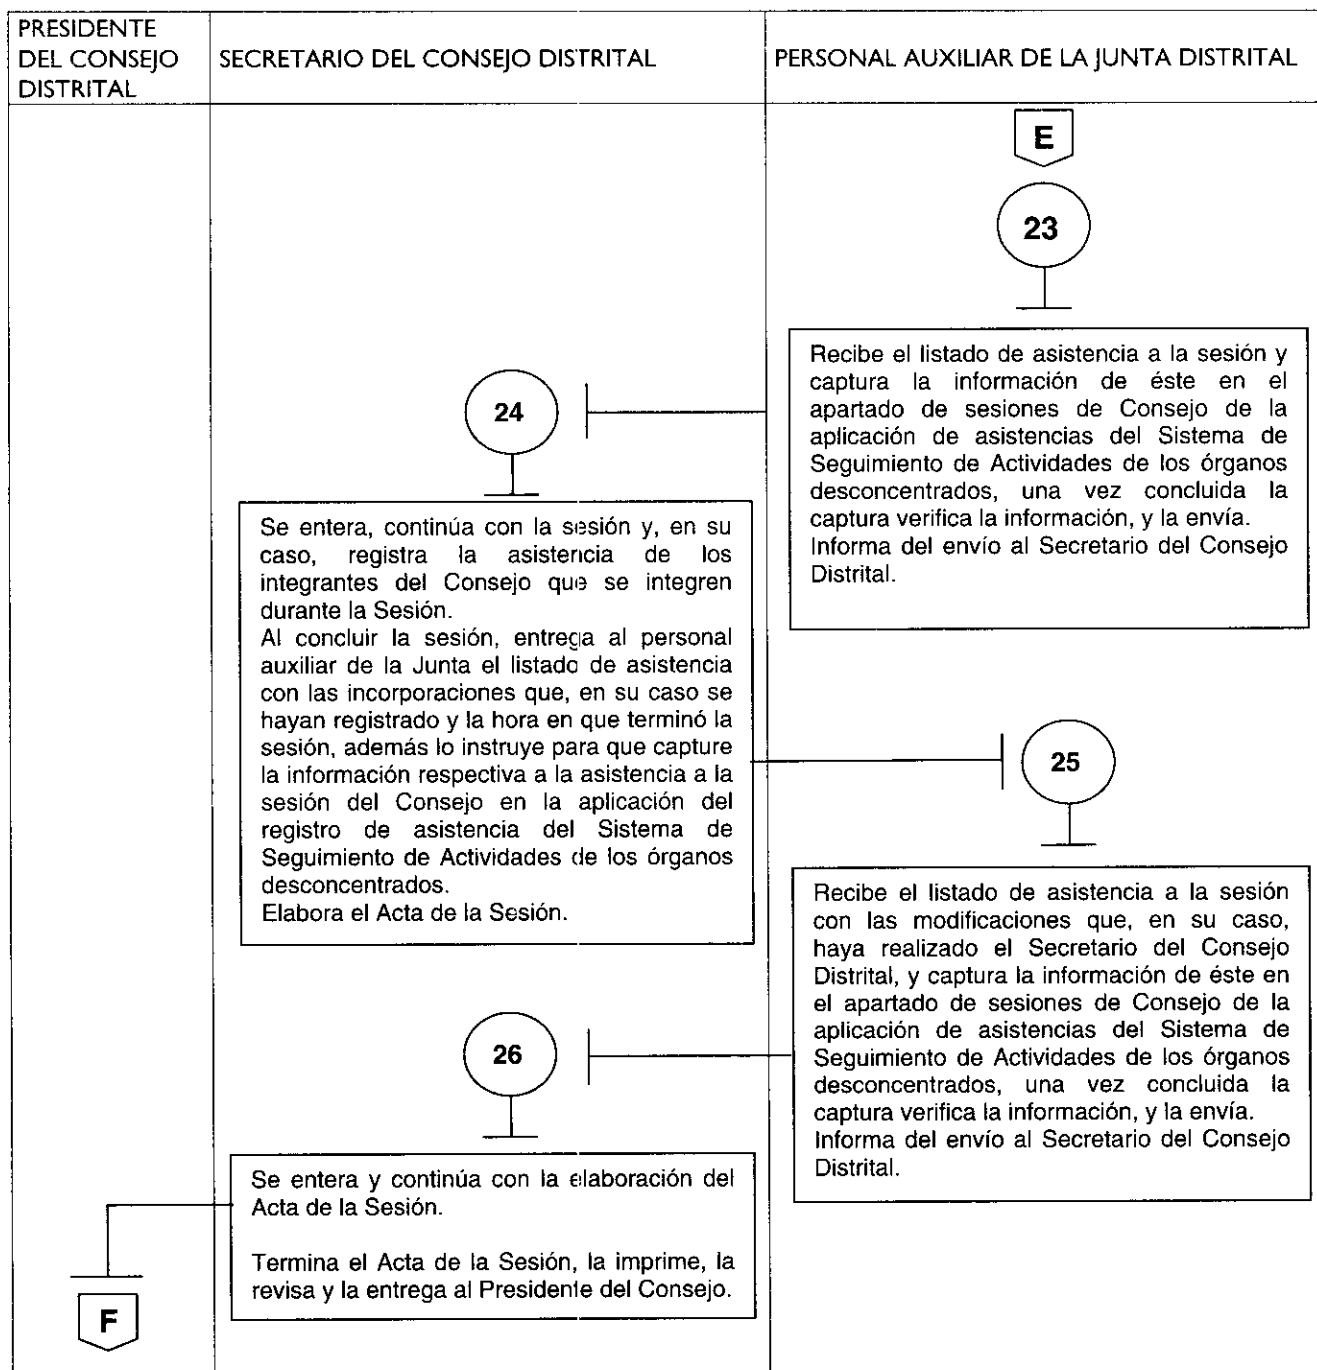 PRESIDENTE
DEL CONSEJO
DISTRITAL
SECRETARIO DEL CONSEJO DISTRITAL
PERSONAL AUXILIAR DE LA JUNTA DISTRITAL
E
23
Recibe el listado de asistencia a la sesión y
captura la información de éste en el
apartado de sesiones de Consejo de la
aplicación de asistencias del Sistema de
Seguimiento de Actividades de los órganos
desconcentrados, una vez concluida la
captura verifica la información, y la envía.
Informa del envío al Secretario del Consejo
Distrital.
24
Se entera, continúa con la sesión y, en su
caso, registra la asistencia de los
integrantes del Consejo que se integren
durante la Sesión.
Al concluir la sesión, entrega al personal
auxiliar de la Junta el listado de asistencia
con las incorporaciones que, en su caso se
hayan registrado y la hora en que terminó la
sesión, además lo instruye para que capture
la información respectiva a la asistencia a la
sesión del Consejo en la aplicación del
registro de asistencia del Sistema de
Seguimiento de Actividades de los órganos
desconcentrados.
Elabora el Acta de la Sesión.
25
Recibe el listado de asistencia a la sesión
con las modificaciones que, en su caso,
haya realizado el Secretario del Consejo
Distrital, y captura la información de éste en
el apartado de sesiones de Consejo de la
aplicación de asistencias del Sistema de
Seguimiento de Actividades de los órganos
desconcentrados, una vez concluida la
captura verifica la información, y la envía.
Informa del envío al Secretario del Consejo
Distrital.
26
Se entera y continúa con la elaboración del
Acta de la Sesión.
Termina el Acta de la Sesión, la imprime, la
revisa y la entrega al Presidente del Consejo.
F